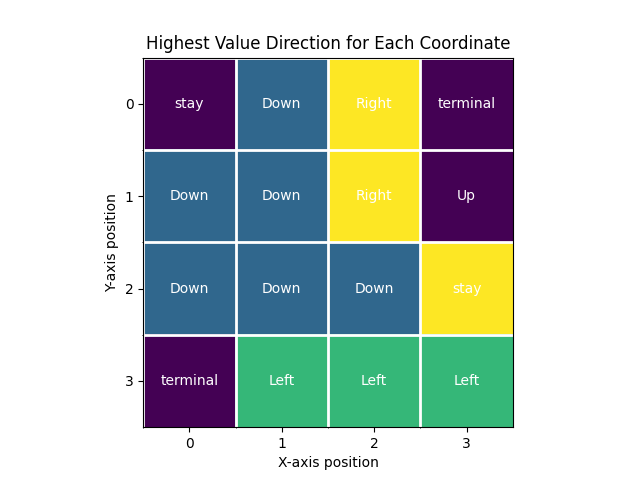 Highest Value Direction for Each Coordinate
0 stay Down Right terminal
1 Down Down Right Up
2 Down Down Down stay
3 terminal Left Left Left
0 1 2 3
X-axis position
Y-axis position